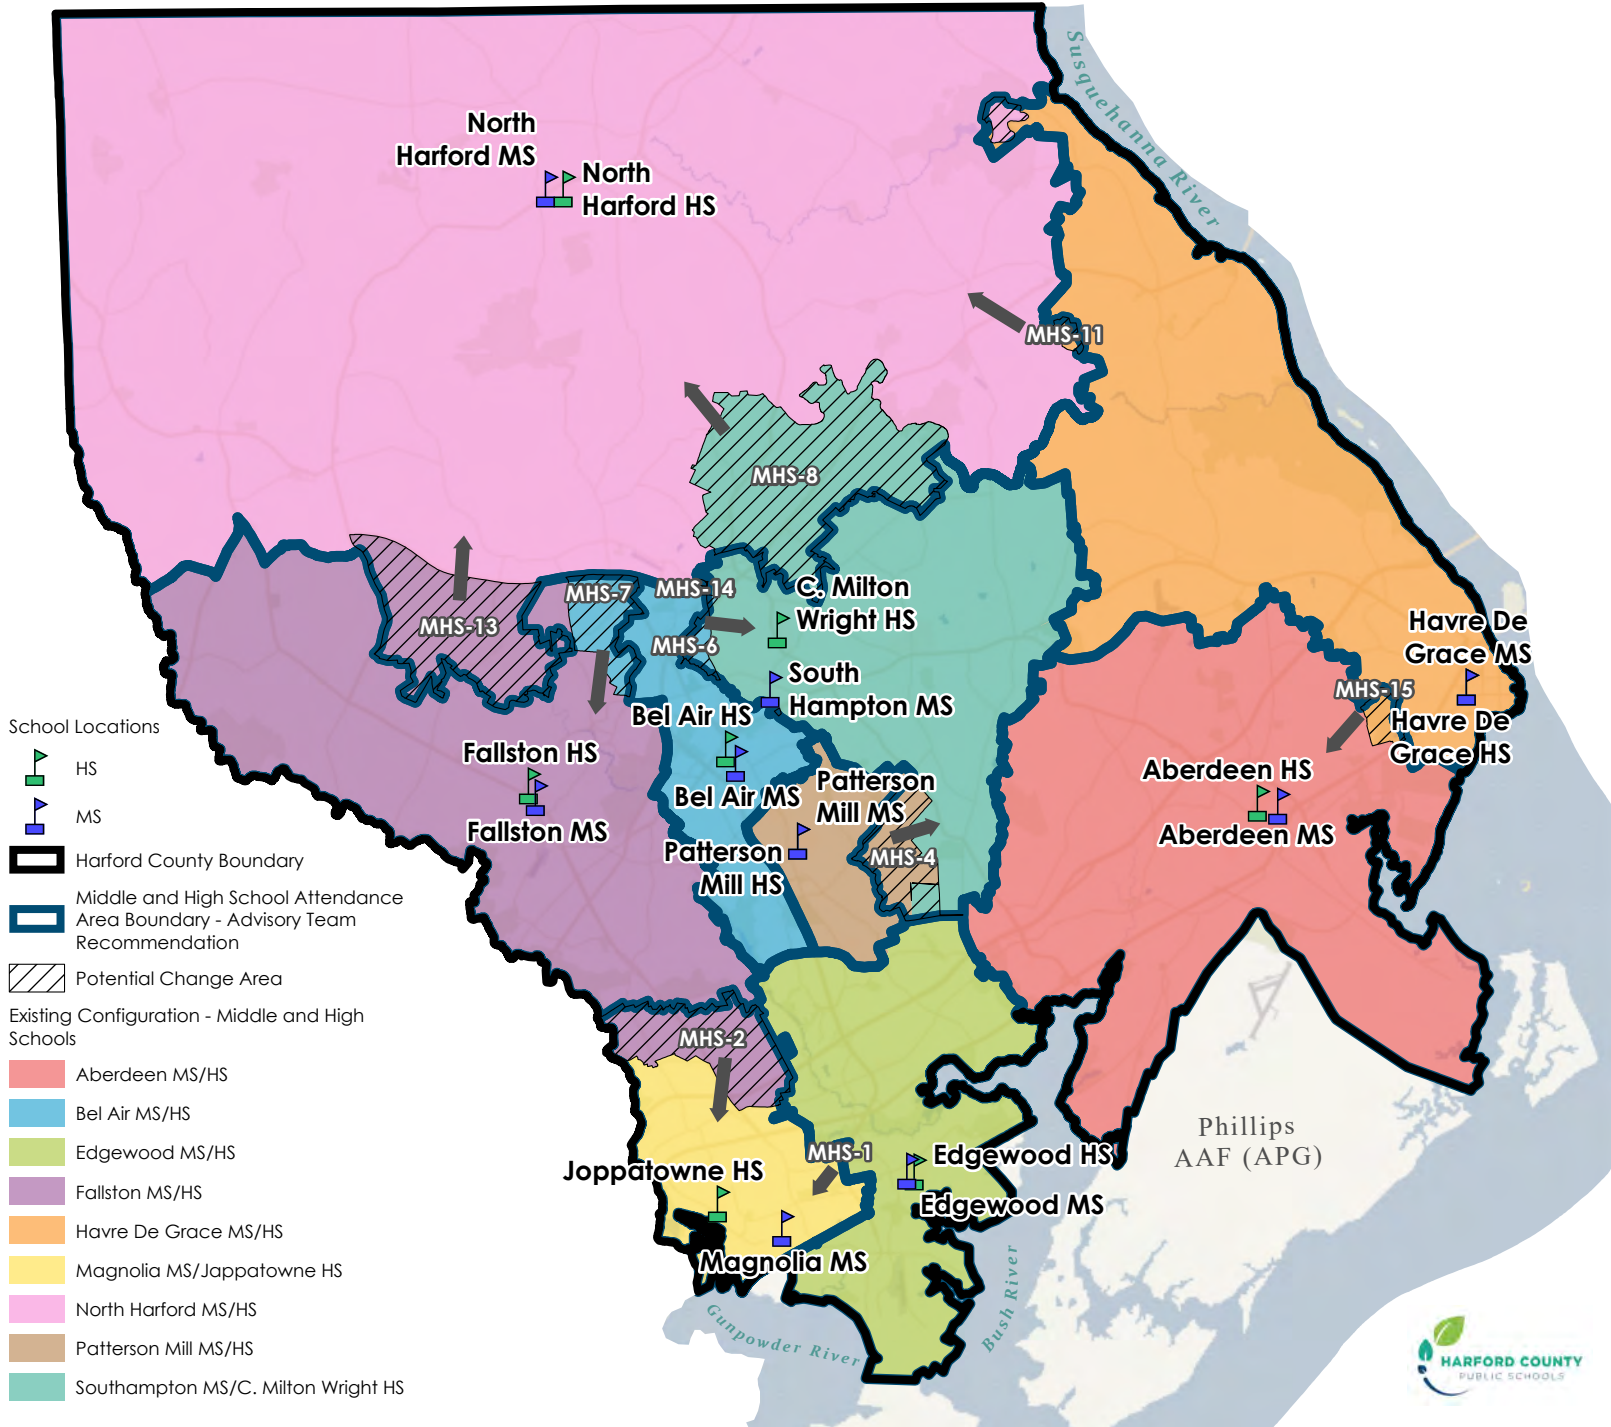 Susquehanna River
North
Harford MS
North
Harford HS
MHS-11
MHS-8
MHS-7
MHS-14
C. Milton
Wright HS
MHS-13
MHS-6
Havre De
Grace MS
South
Hampton MS
MHS-15
Bel Air HS
Havre De
Grace HS
Fallston HS
Aberdeen HS
Patterson
Mill MS
Bel Air MS
Fallston MS
Aberdeen MS
Patterson
Mill HS
MHS-4
MHS-2
Phillips
AAF (APG)
MHS-1
Edgewood HS
Joppatowne HS
Edgewood MS
Magnolia MS
Bush River
Gunpowder River
School Locations
HS
MS
Harford County Boundary
Middle and High School Attendance
Area Boundary - Advisory Team
Recommendation
Potential Change Area
Existing Configuration - Middle and High
Schools
Aberdeen MS/HS
Bel Air MS/HS
Edgewood MS/HS
Fallston MS/HS
Havre De Grace MS/HS
Magnolia MS/Jappatowne HS
North Harford MS/HS
Patterson Mill MS/HS
Southampton MS/C. Milton Wright HS
HARFORD COUNTY
PUBLIC SCHOOLS